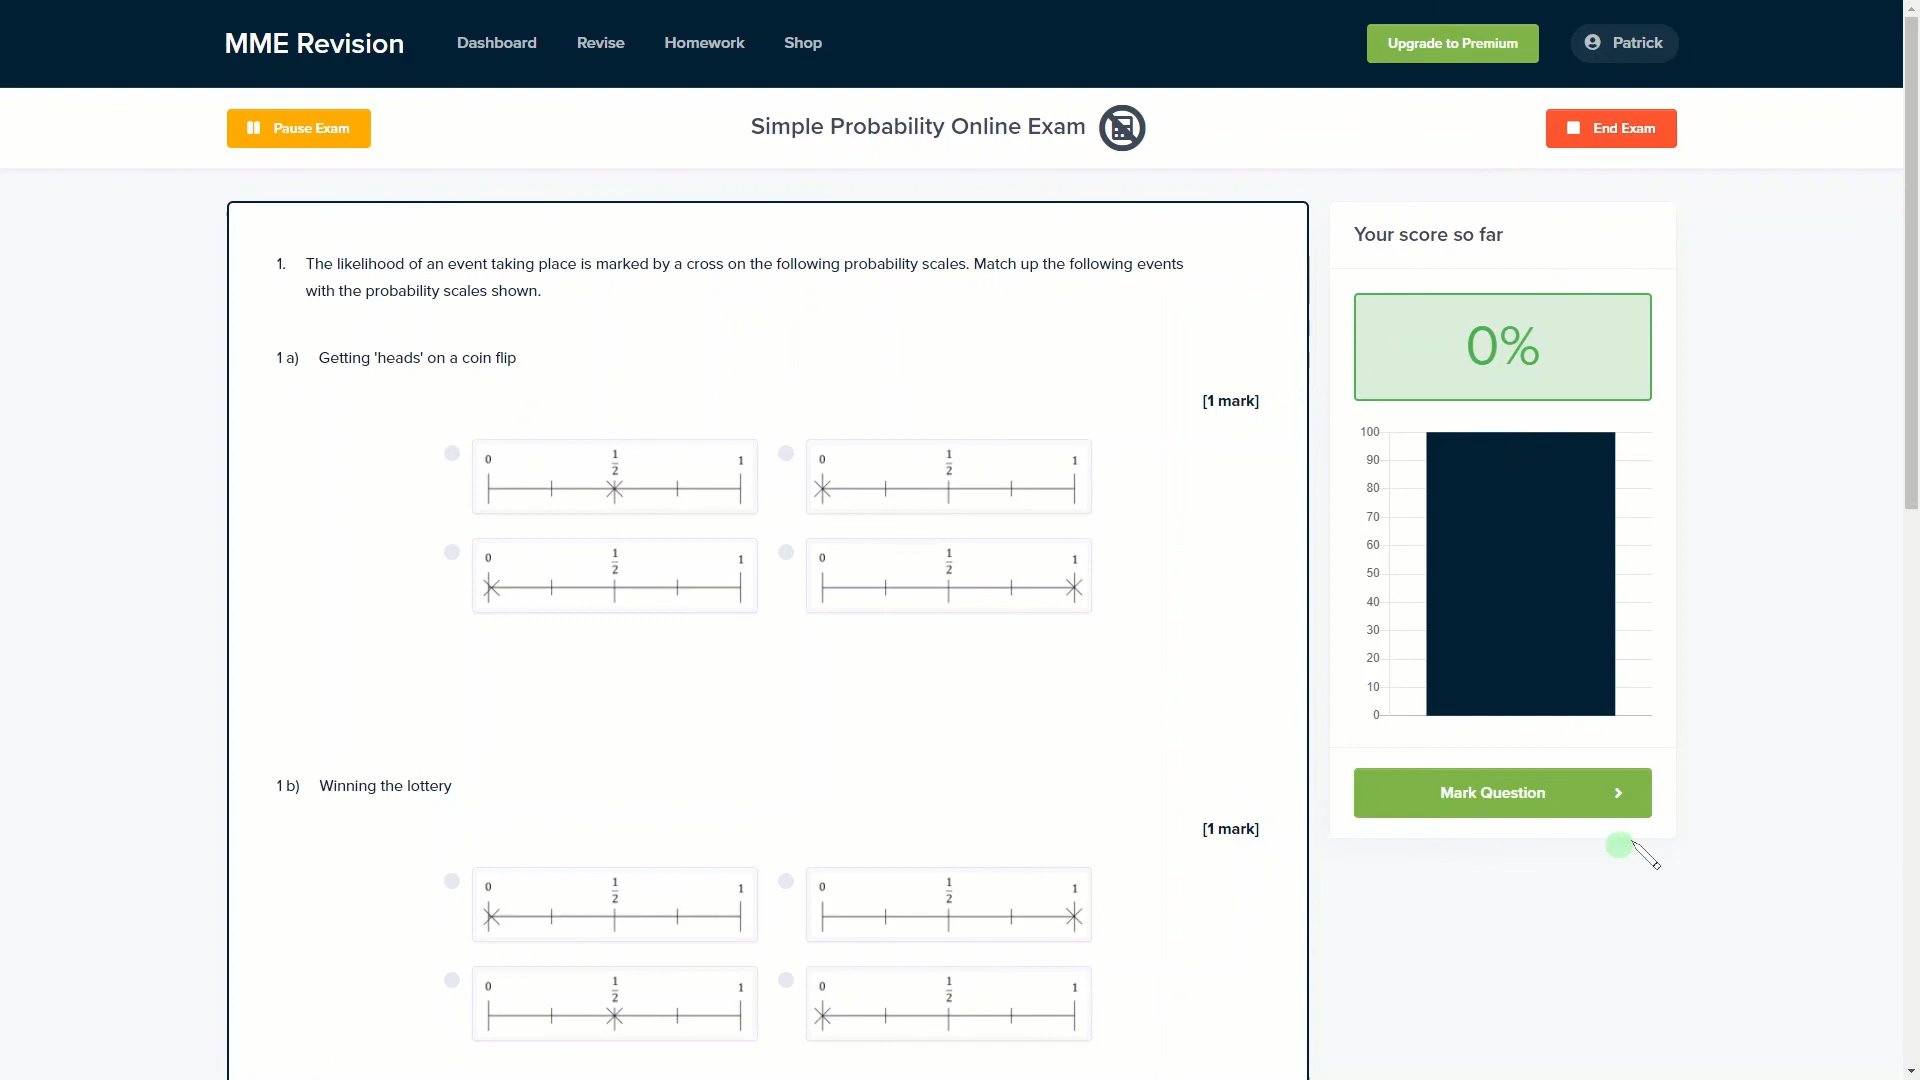 MME Revision Dashboard Revise Homework Shop Upgrade to Premium Patrick
Pause Exam Simple Probability Online Exam End Exam
1. The likelihood of an event taking place is marked by a cross on the following probability scales. Match up the following events
with the probability scales shown.
1 a) Getting 'heads' on a coin flip
[1 mark]
0 1/2 1 0 1/2 1
0 1/2 1 0 1/2 1
1 b) Winning the lottery
[1 mark]
0 1/2 1 0 1/2 1
0 1/2 1 0 1/2 1
Your score so far
0%
100
90
80
70
60
50
40
30
20
10
0
Mark Question